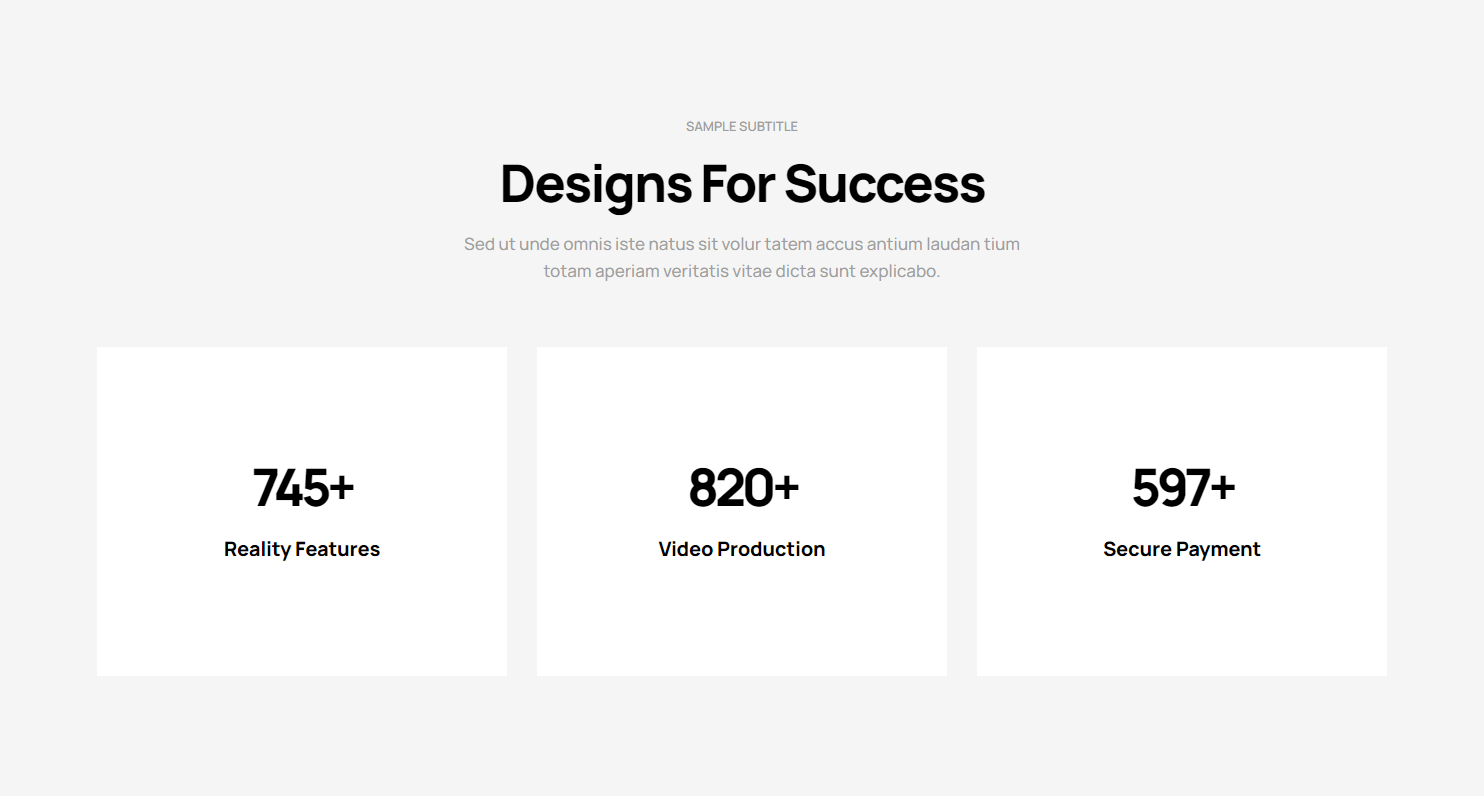 SAMPLE SUBTITLE
Designs For Success
Sed ut unde omnis iste natus sit volur tatem accus antium laudan tium
totam aperiam veritatis vitae dicta sunt explicabo.
745+
Reality Features
820+
Video Production
597+
Secure Payment